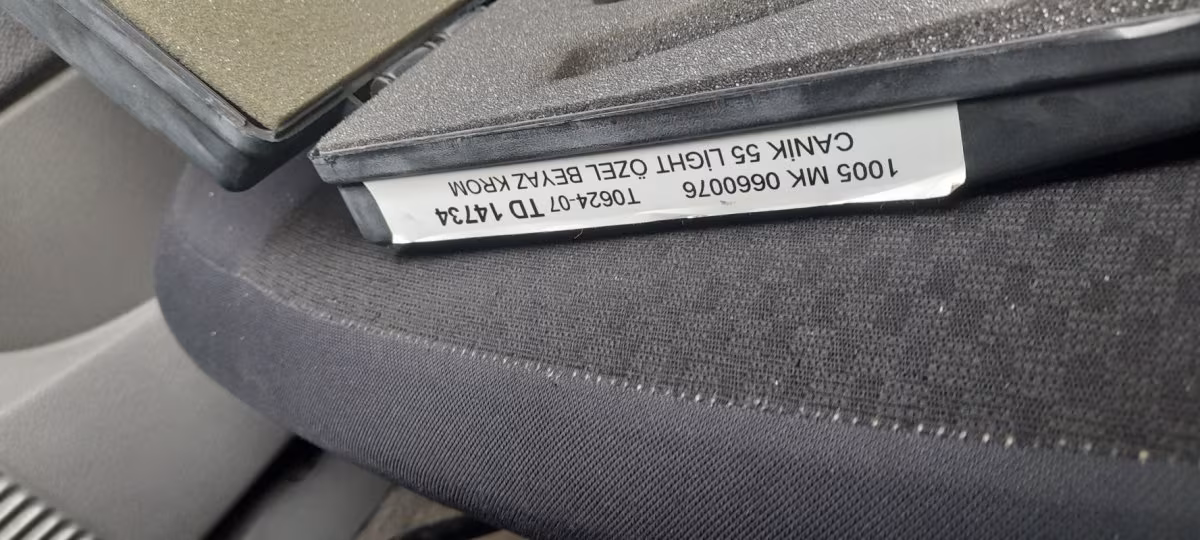 1005 MK 0660076 T0624-07 TD 14734
CANİK 55 LİGHT ÖZEL BEYAZ KROM